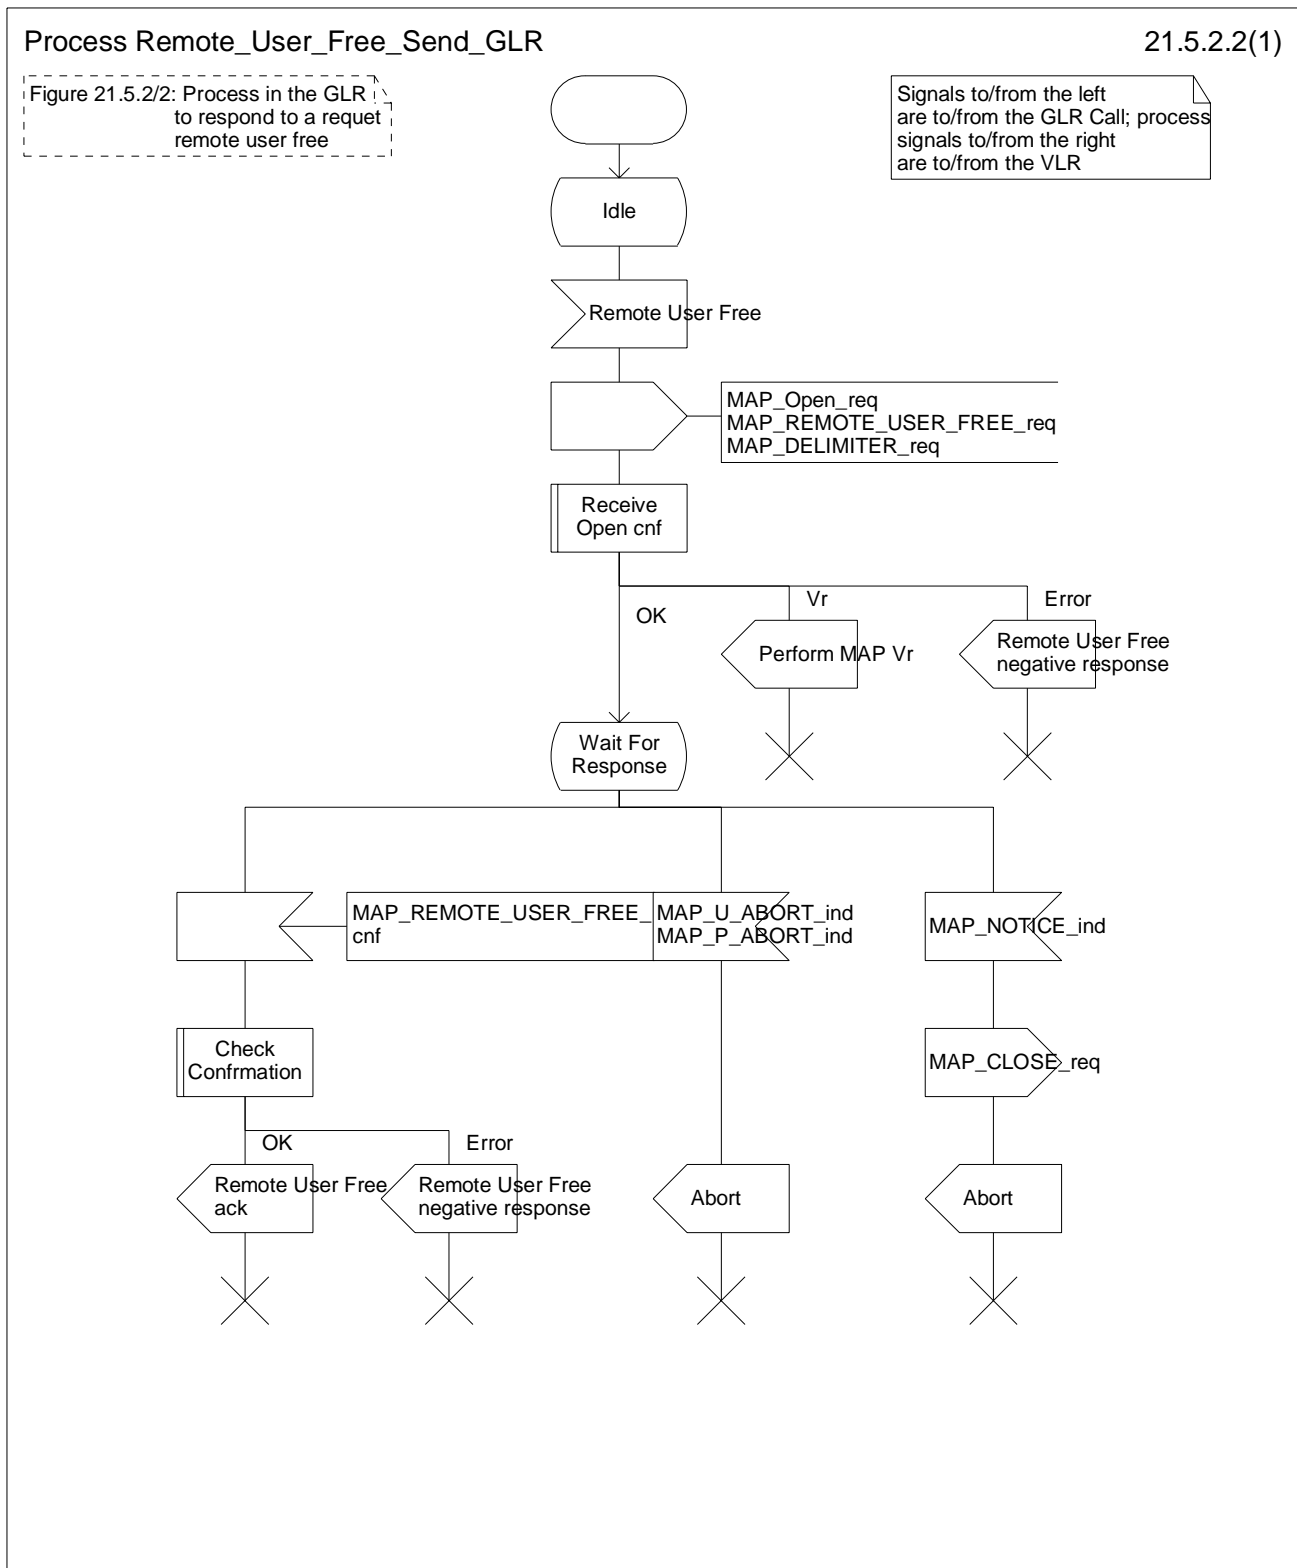 Process Remote_User_Free_Send_GLR
21.5.2.2(1)
Figure 21.5.2/2: Process in the GLR
to respond to a requet
remote user free
Signals to/from the left
are to/from the GLR Call; process
signals to/from the right
are to/from the VLR
Idle
Remote User Free
MAP_Open_req
MAP_REMOTE_USER_FREE_req
MAP_DELIMITER_req
Receive
Open cnf
OK
Vr
Error
Perform MAP Vr
Remote User Free
negative response
Wait For
Response
MAP_REMOTE_USER_FREE_
cnf
MAP_U_ABORT_ind
MAP_P_ABORT_ind
MAP_NOTICE_ind
Check
Confrmation
MAP_CLOSE_req
OK
Error
Remote User Free
ack
Remote User Free
negative response
Abort
Abort